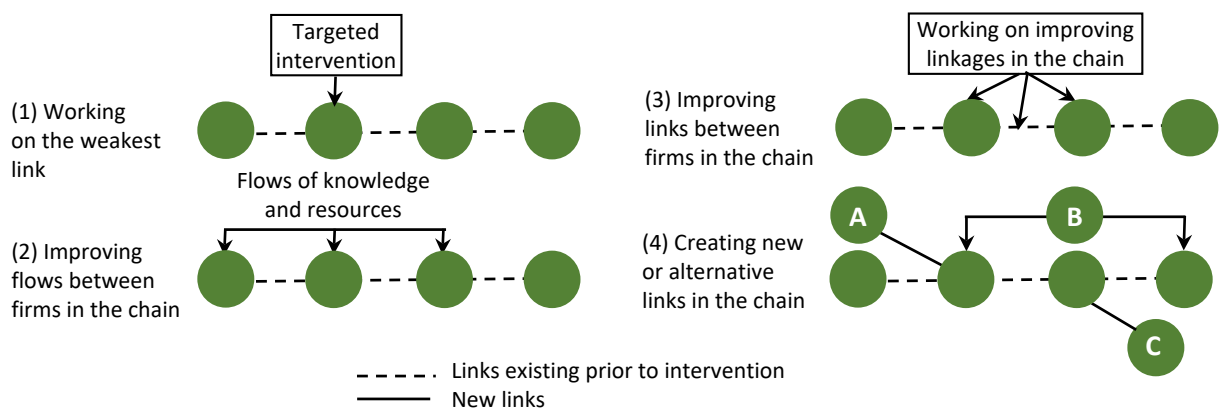 Targeted
intervention
(1) Working
on the weakest
link
Flows of knowledge
and resources
(2) Improving
flows between
firms in the chain
Working on improving
linkages in the chain
(3) Improving
links between
firms in the chain
A
B
(4) Creating new
or alternative
links in the chain
C
Links existing prior to intervention
New links